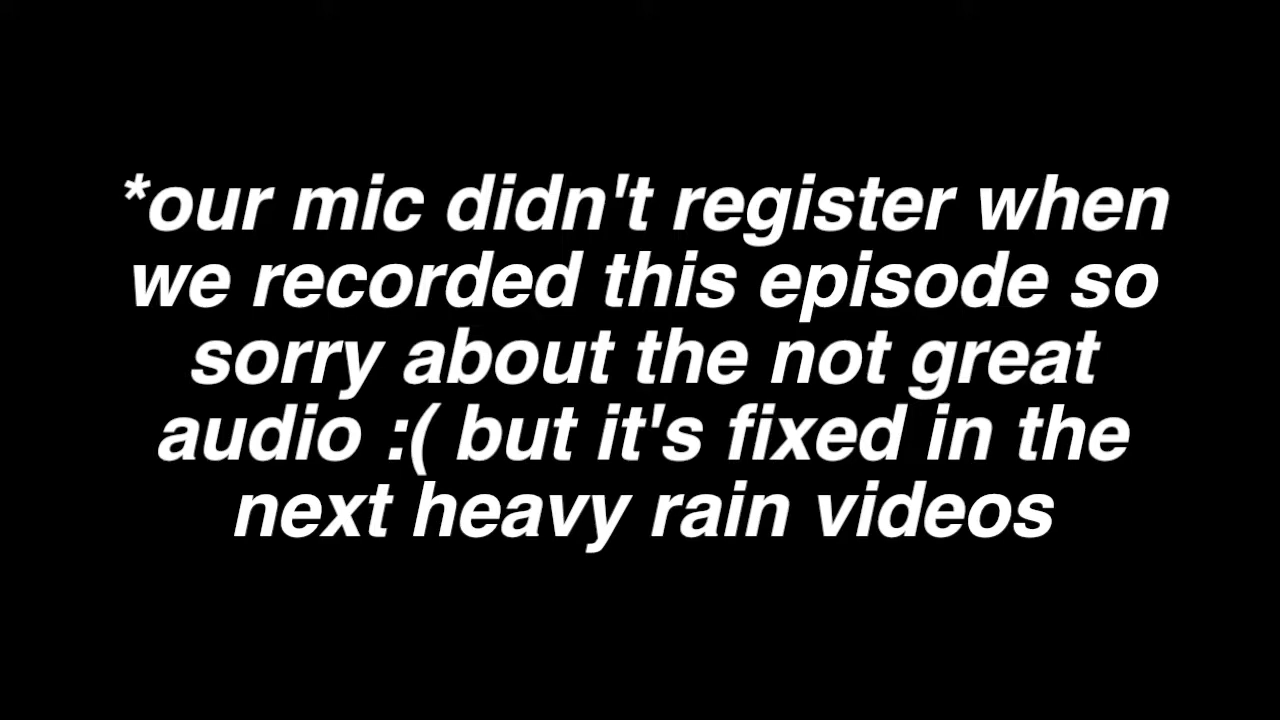 *our mic didn't register when
we recorded this episode so
sorry about the not great
audio :( but it's fixed in the
next heavy rain videos